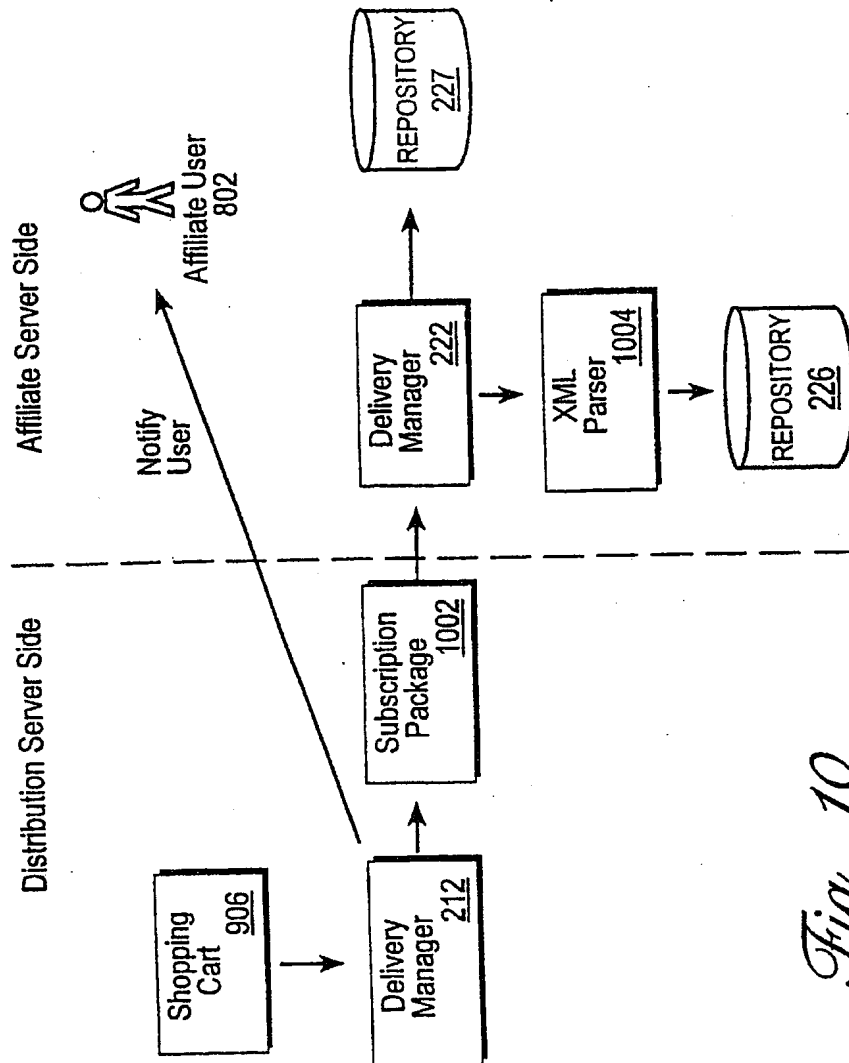 Distribution Server Side
Affiliate Server Side
Shopping
Cart
906
Notify
User
Affiliate User
802
Delivery
Manager
212
Subscription
Package
1002
Delivery
Manager
222
REPOSITORY
227
XML
Parser
1004
REPOSITORY
226
Fig. 10